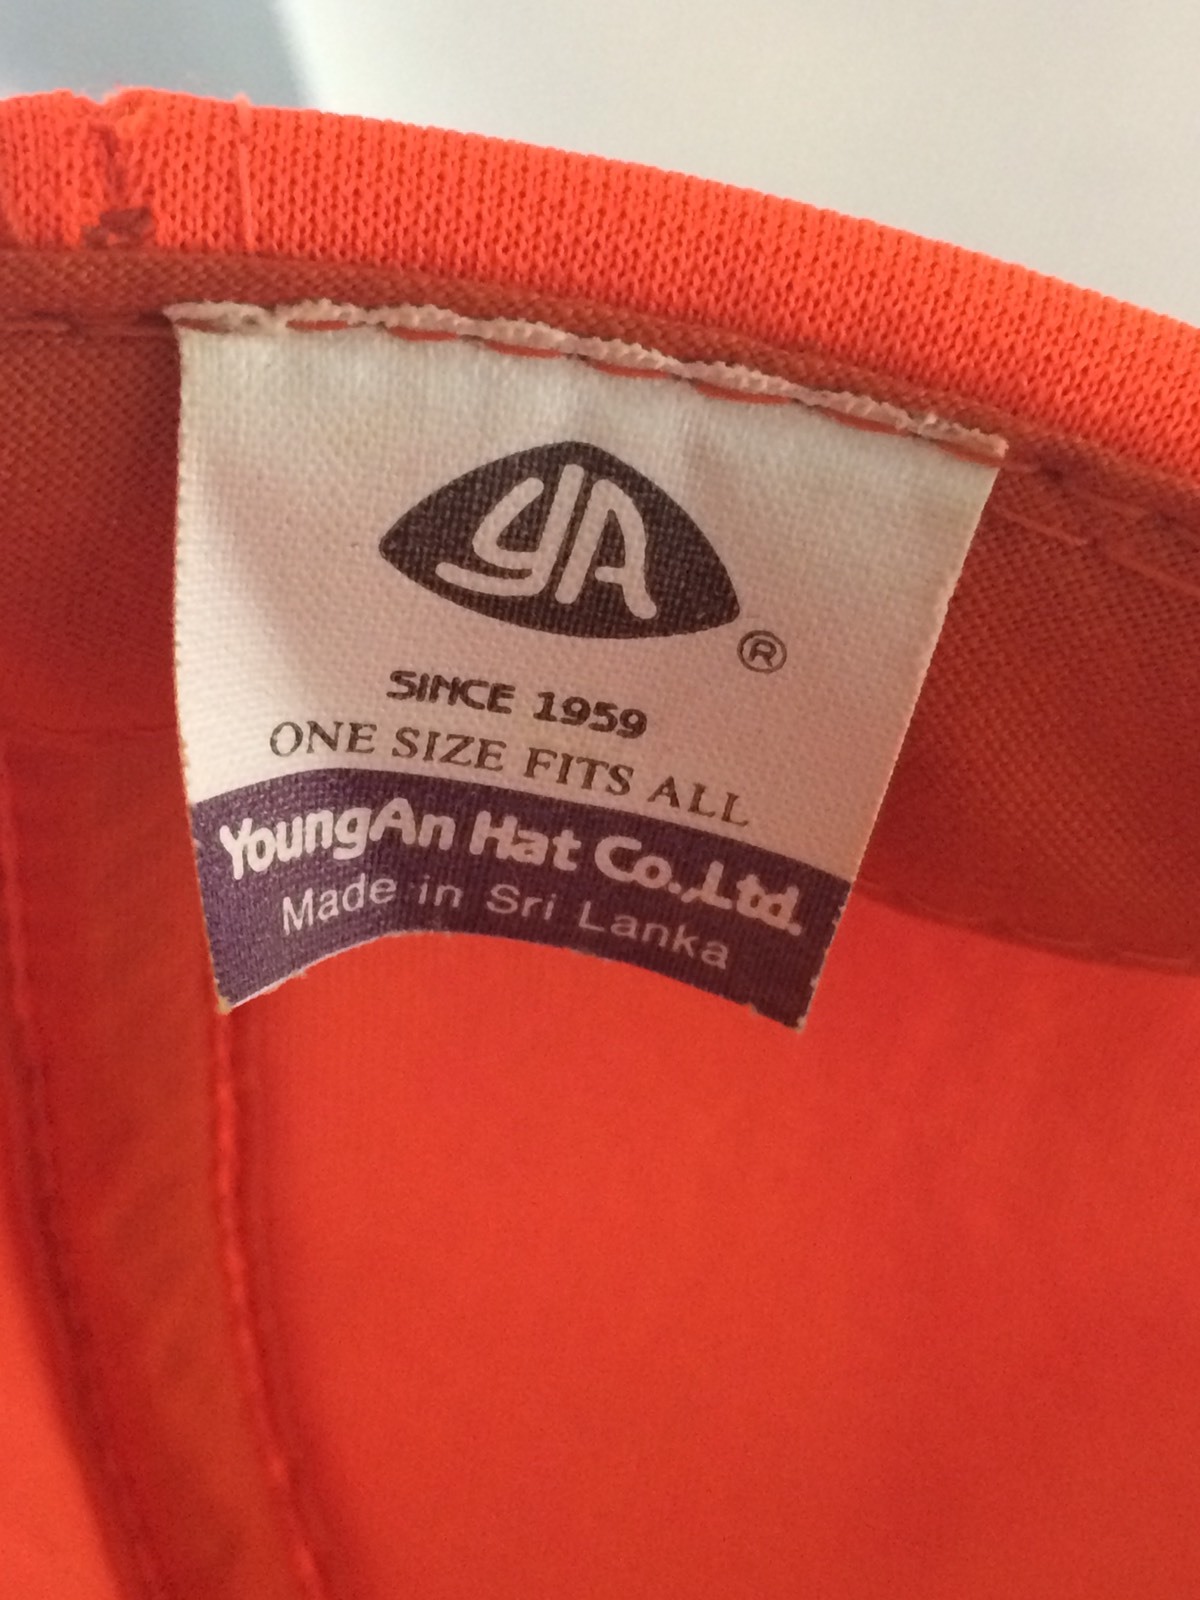 YA
®
SINCE 1959
ONE SIZE FITS ALL
YoungAn Hat Co.,Ltd.
Made in Sri Lanka